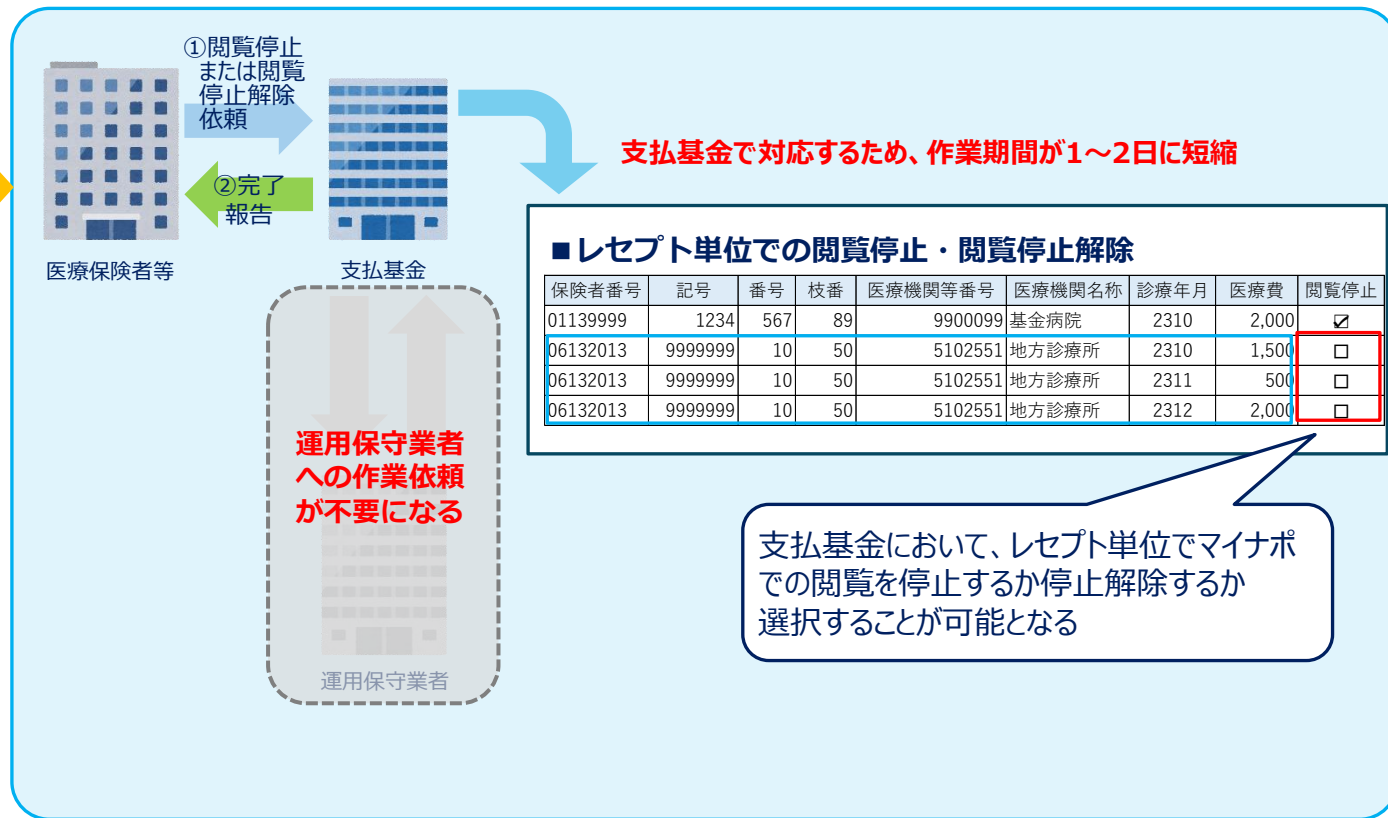 ①閲覧停止
または閲覧
停止解除
依頼
②完了
報告
医療保険者等
支払基金
支払基金で対応するため、作業期間が1～2日に短縮
■レセプト単位での閲覧停止・閲覧停止解除
保険者番号 記号 番号 枝番 医療機関等番号 医療機関名称 診療年月 医療費 閲覧停止
01139999 1234 567 89 9900099 基金病院 2310 2,000 ☑
06132013 9999999 10 50 5102551 地方診療所 2310 1,500 □
06132013 9999999 10 50 5102551 地方診療所 2311 500 □
06132013 9999999 10 50 5102551 地方診療所 2312 2,000 □
運用保守業者
への作業依頼
が不要になる
運用保守業者
支払基金において、レセプト単位でマイナポ
での閲覧を停止するか停止解除するか
選択することが可能となる